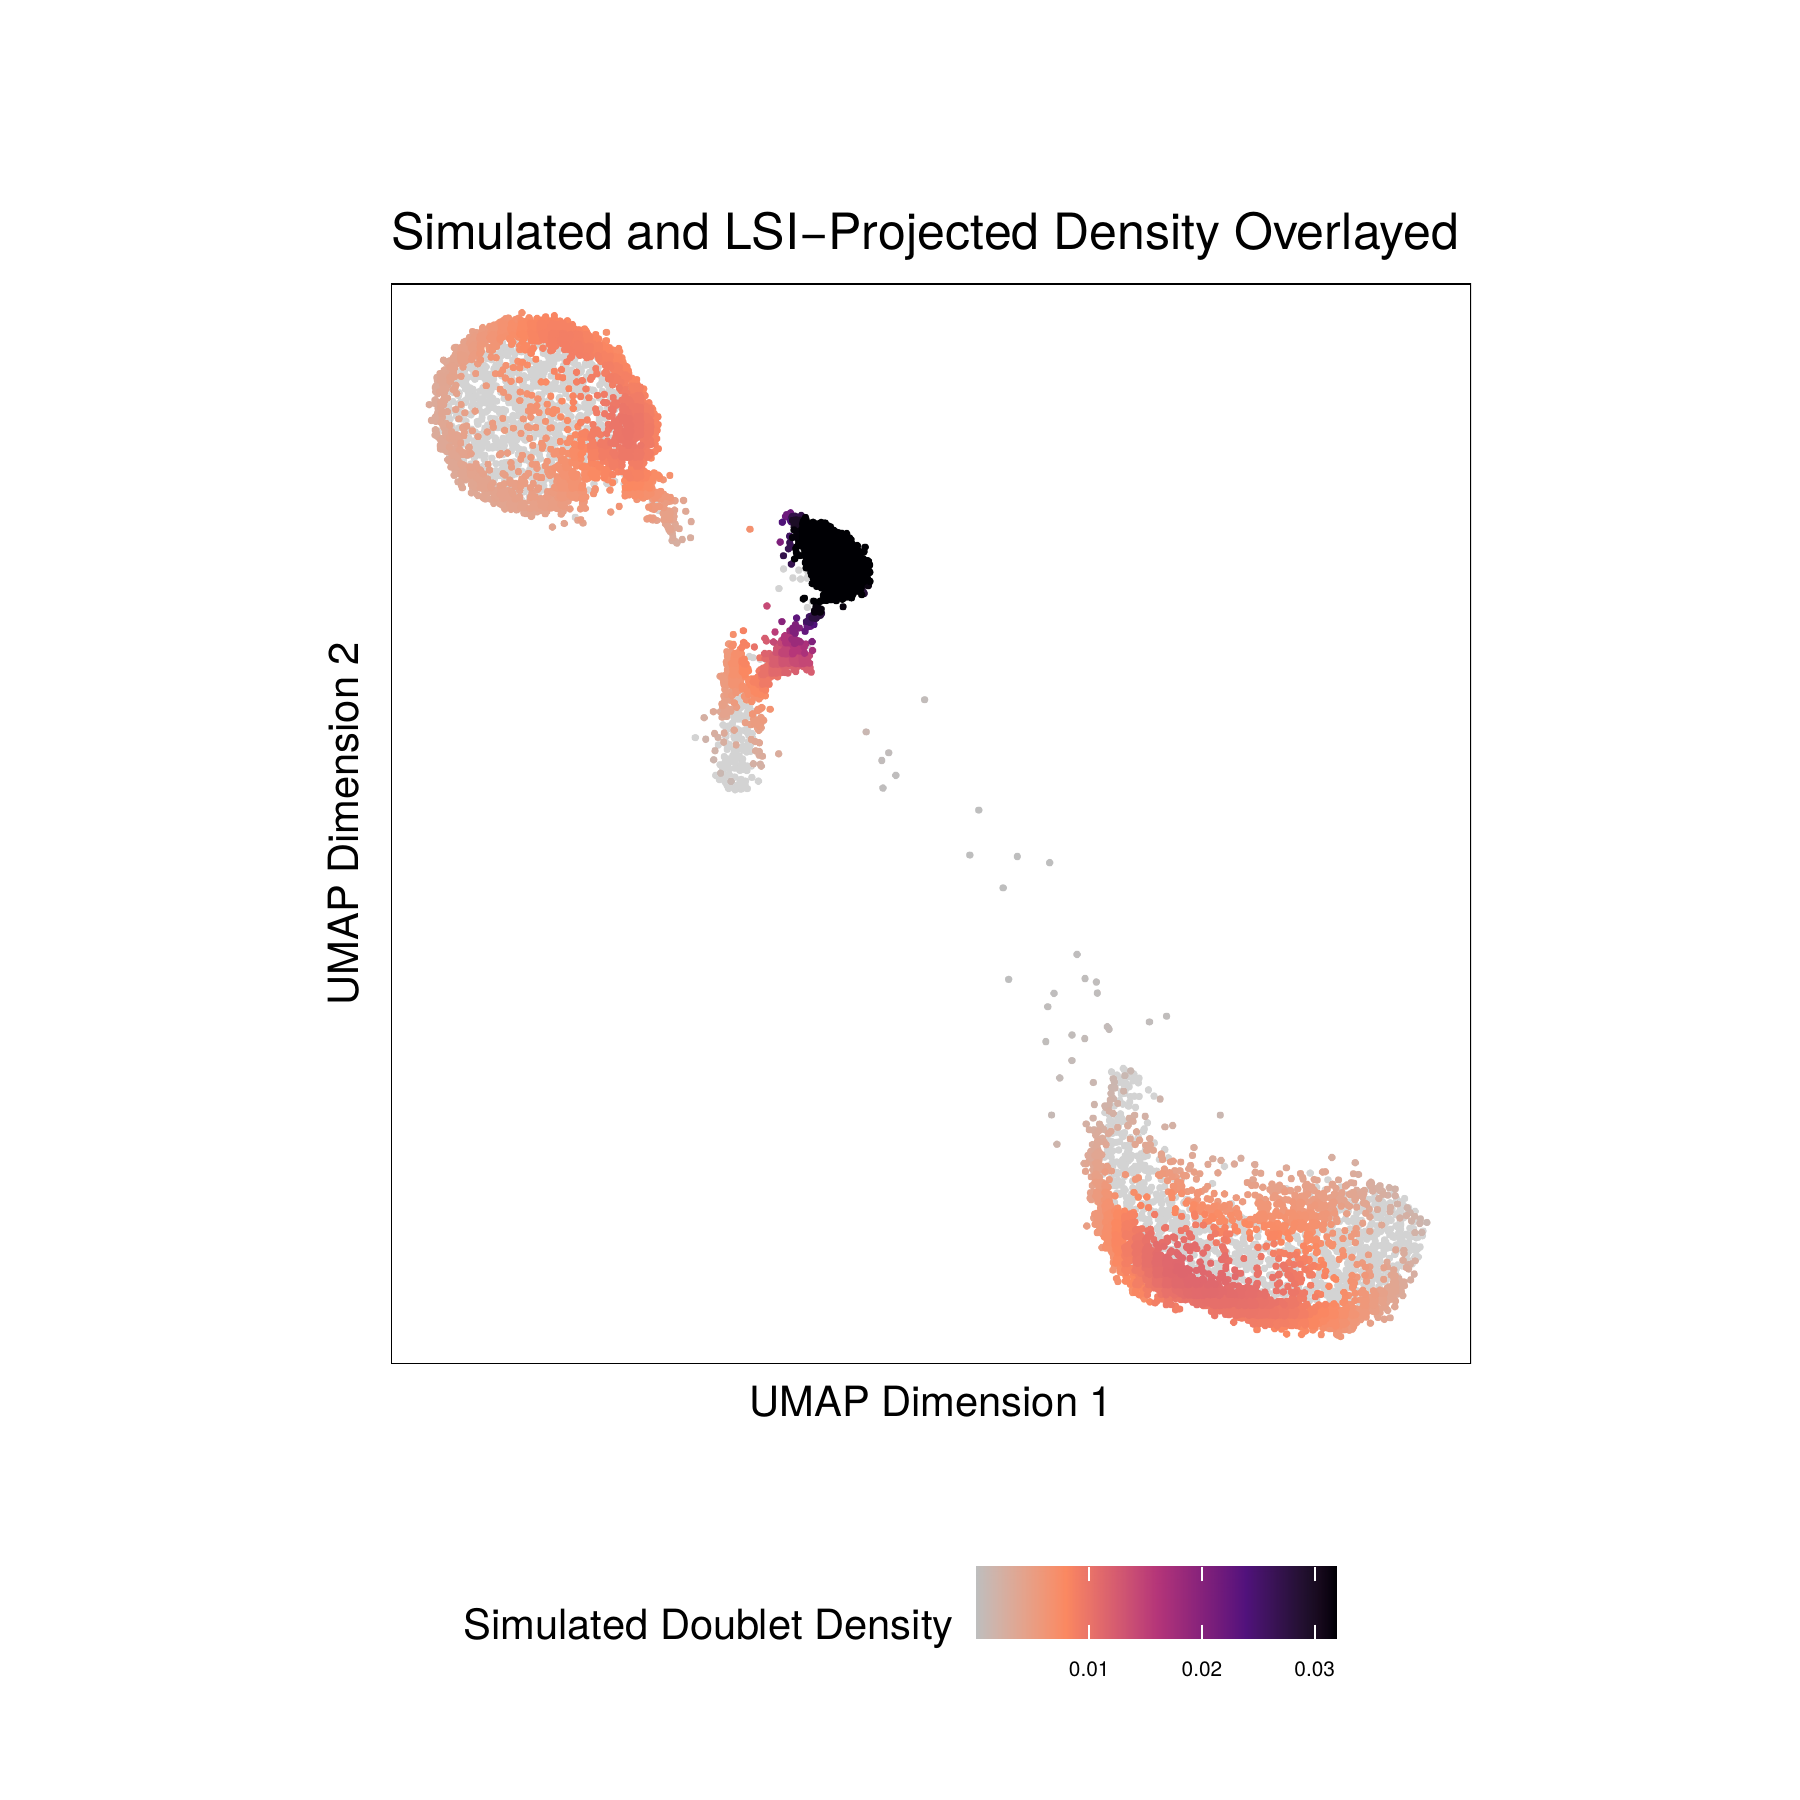 Simulated and LSI−Projected Density Overlayed
UMAP Dimension 2
UMAP Dimension 1
Simulated Doublet Density
0.01 0.02 0.03